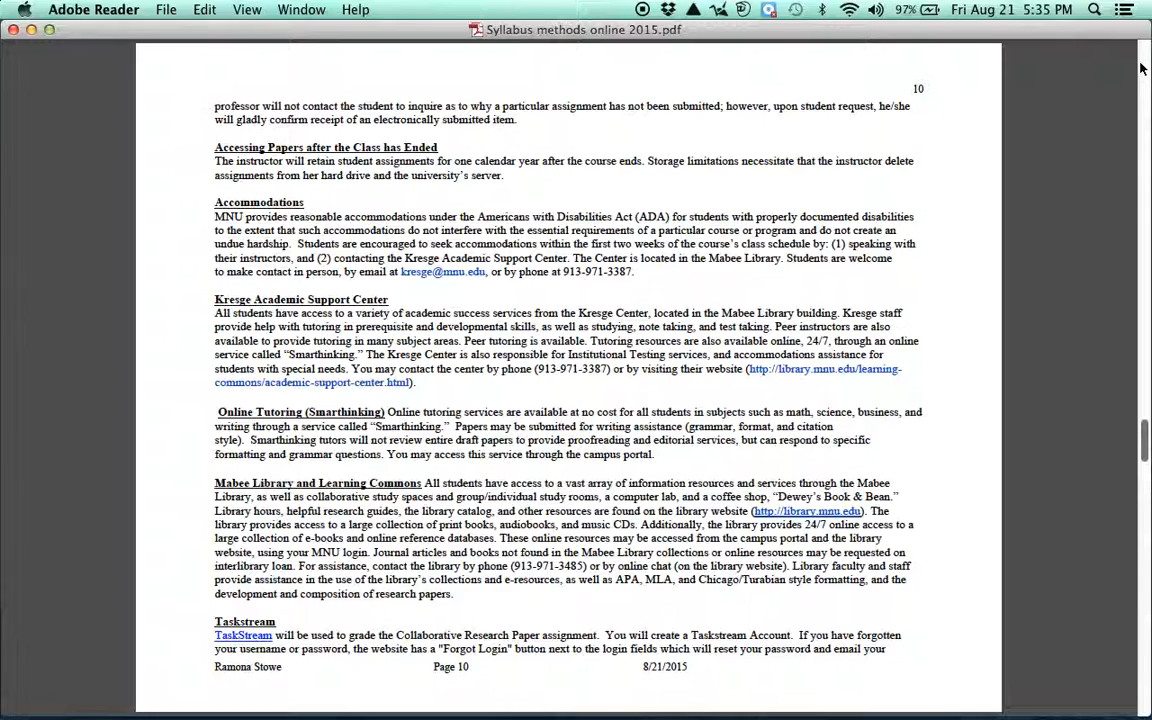 Adobe Reader File Edit View Window Help 97% Fri Aug 21 5:35 PM
Syllabus methods online 2015.pdf
10
professor will not contact the student to inquire as to why a particular assignment has not been submitted; however, upon student request, he/she
will gladly confirm receipt of an electronically submitted item.
Accessing Papers after the Class has Ended
The instructor will retain student assignments for one calendar year after the course ends. Storage limitations necessitate that the instructor delete
assignments from her hard drive and the university's server.
Accommodations
MNU provides reasonable accommodations under the Americans with Disabilities Act (ADA) for students with properly documented disabilities
to the extent that such accommodations do not interfere with the essential requirements of a particular course or program and do not create an
undue hardship. Students are encouraged to seek accommodations within the first two weeks of the course's class schedule by: (1) speaking with
their instructors, and (2) contacting the Kresge Academic Support Center. The Center is located in the Mabee Library. Students are welcome
to make contact in person, by email at kresge@mnu.edu, or by phone at 913-971-3387.
Kresge Academic Support Center
All students have access to a variety of academic success services from the Kresge Center, located in the Mabee Library building. Kresge staff
provide help with tutoring in prerequisite and developmental skills, as well as studying, note taking, and test taking. Peer instructors are also
available to provide tutoring in many subject areas. Peer tutoring is available. Tutoring resources are also available online, 24/7, through an online
service called “Smarthinking.” The Kresge Center is also responsible for Institutional Testing services, and accommodations assistance for
students with special needs. You may contact the center by phone (913-971-3387) or by visiting their website (http://library.mnu.edu/learning-
commons/academic-support-center.html).
Online Tutoring (Smarthinking) Online tutoring services are available at no cost for all students in subjects such as math, science, business, and
writing through a service called “Smarthinking.” Papers may be submitted for writing assistance (grammar, format, and citation
style). Smarthinking tutors will not review entire draft papers to provide proofreading and editorial services, but can respond to specific
formatting and grammar questions. You may access this service through the campus portal.
Mabee Library and Learning Commons All students have access to a vast array of information resources and services through the Mabee
Library, as well as collaborative study spaces and group/individual study rooms, a computer lab, and a coffee shop, “Dewey's Book & Bean.”
Library hours, helpful research guides, the library catalog, and other resources are found on the library website (http://library.mnu.edu). The
library provides access to a large collection of print books, audiobooks, and music CDs. Additionally, the library provides 24/7 online access to a
large collection of e-books and online reference databases. These online resources may be accessed from the campus portal and the library
website, using your MNU login. Journal articles and books not found in the Mabee Library collections or online resources may be requested on
interlibrary loan. For assistance, contact the library by phone (913-971-3485) or by online chat (on the library website). Library faculty and staff
provide assistance in the use of the library's collections and e-resources, as well as APA, MLA, and Chicago/Turabian style formatting, and the
development and composition of research papers.
Taskstream
TaskStream will be used to grade the Collaborative Research Paper assignment. You will create a Taskstream Account. If you have forgotten
your username or password, the website has a "Forgot Login" button next to the login fields which will reset your password and email your
Ramona Stowe Page 10 8/21/2015